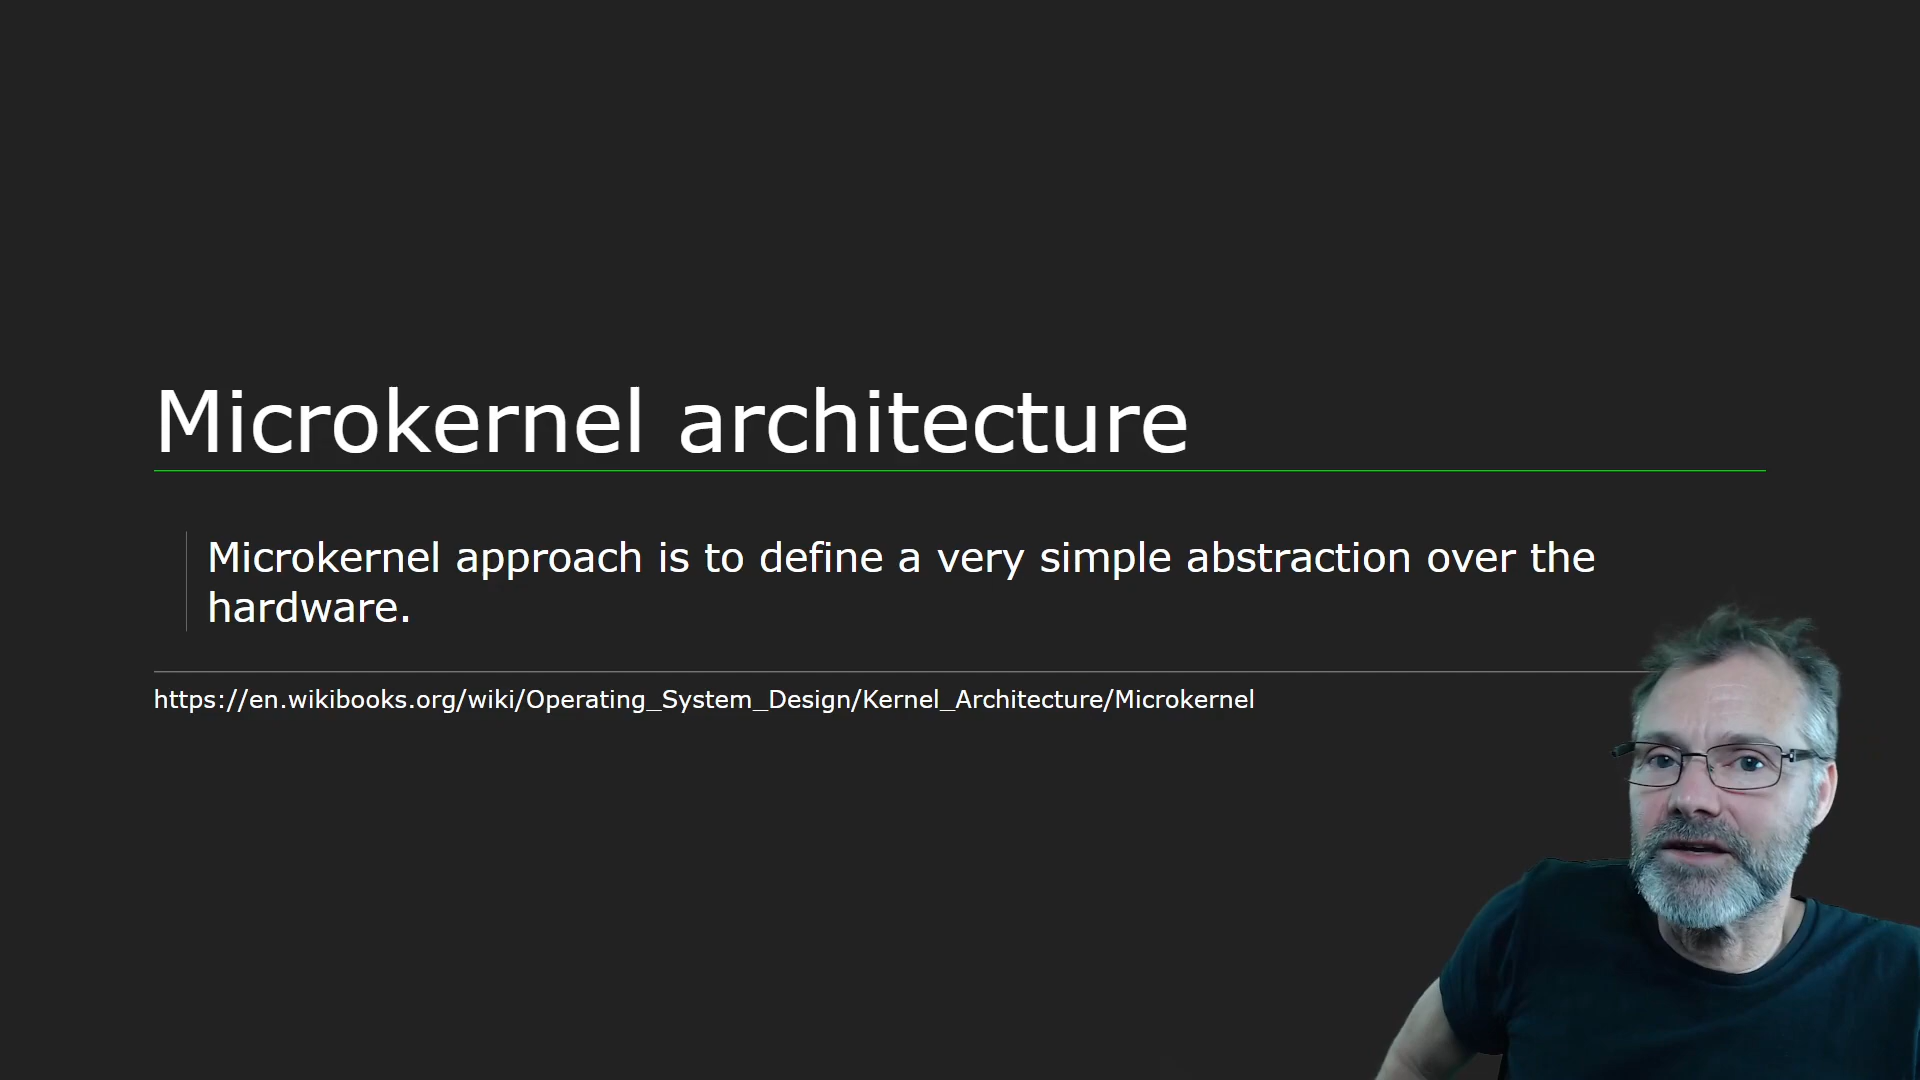 Microkernel architecture
Microkernel approach is to define a very simple abstraction over the
hardware.
https://en.wikibooks.org/wiki/Operating_System_Design/Kernel_Architecture/Microkernel